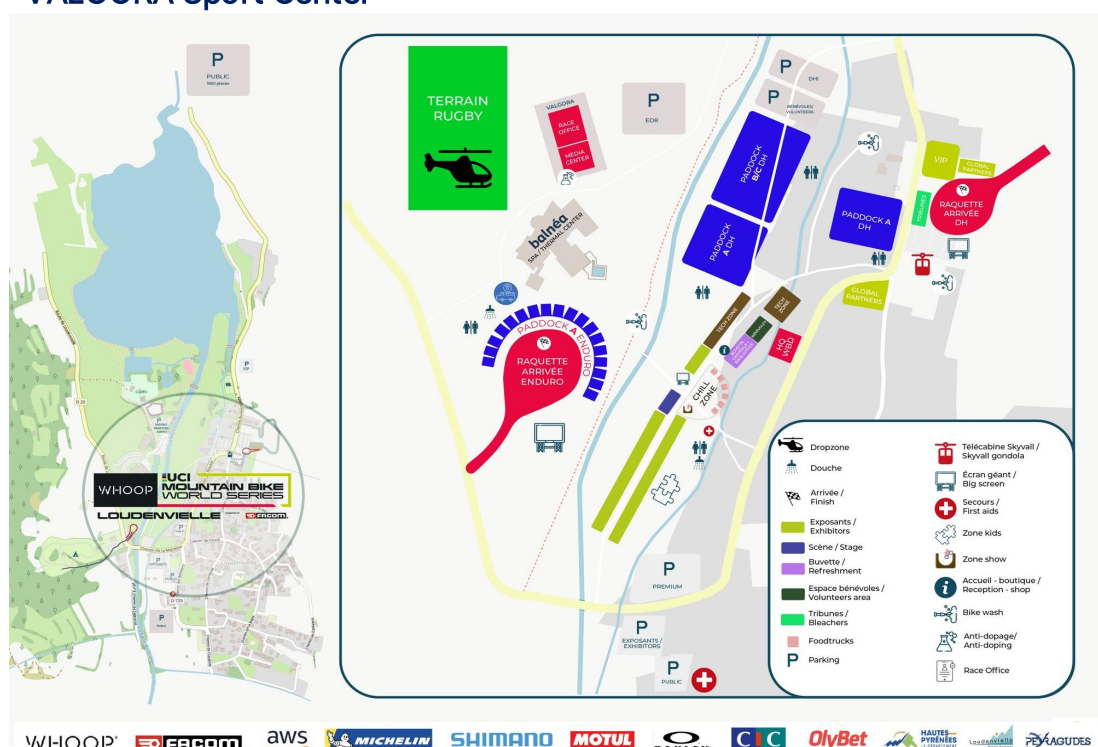 VALGORA Sport Center
P
PUBLIC
P
VIP
D 25
WHOOP
UCI
MOUNTAIN BIKE
WORLD SERIES
LOUDENVIELLE
FACOM
Loudenvielle
D 725
P
PUBLIC
P
TERRAIN
RUGBY
VALGORA
RACE
OFFICE
MEDIA
CENTER
P
EDR
balnéa
SPA / THERMAL CENTER
PADDOCK A ENDURO
RAQUETTE
ARRIVÉE
ENDURO
P
DHI
P
BÉNÉVOLES/
VOLUNTEERS
PADDOCK
B/C DH
PADDOCK
A DH
PADDOCK A
DH
VIP
GLOBAL
PARTNERS
TRIBUNES
RAQUETTE
ARRIVÉE
DH
GLOBAL
PARTNERS
TECH ZONE
TECH
ZONE
HQ
WBD
CHILL
ZONE
P
PREMIUM
P
EXPOSANTS /
EXHIBITORS
P
PUBLIC
Dropzone
Douche
Arrivée /
Finish
Exposants /
Exhibitors
Scène / Stage
Buvette /
Refreshment
Espace bénévoles /
Volunteers area
Tribunes /
Bleachers
Foodtrucks
P
Parking
Télécabine Skyvall /
Skyvall gondola
Écran géant /
Big screen
Secours /
First aids
Zone kids
Zone show
Accueil - boutique /
Reception - shop
Bike wash
Anti-dopage/
Anti-doping
Race Office
WHOOP
FACOM
aws
MICHELIN
SHIMANO
MOTUL
CIC
OlyBet
HAUTES-
PYRÉNÉES
Loudenvielle
PEYRAGUDES